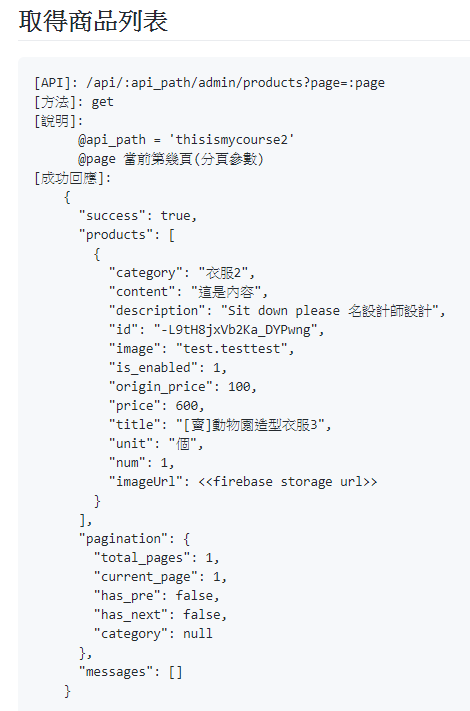 取得商品列表
[API]: /api/:api_path/admin/products?page=:page
[方法]: get
[說明]:
@api_path = 'thisismycourse2'
@page 當前第幾頁(分頁參數)
[成功回應]:
{
"success": true,
"products": [
{
"category": "衣服2",
"content": "這是內容",
"description": "Sit down please 名設計師設計",
"id": "-L9tH8jxVb2Ka_DYPwng",
"image": "test.testtest",
"is_enabled": 1,
"origin_price": 100,
"price": 600,
"title": "[賣]動物園造型衣服3",
"unit": "個",
"num": 1,
"imageUrl": <<firebase storage url>>
}
],
"pagination": {
"total_pages": 1,
"current_page": 1,
"has_pre": false,
"has_next": false,
"category": null
},
"messages": []
}